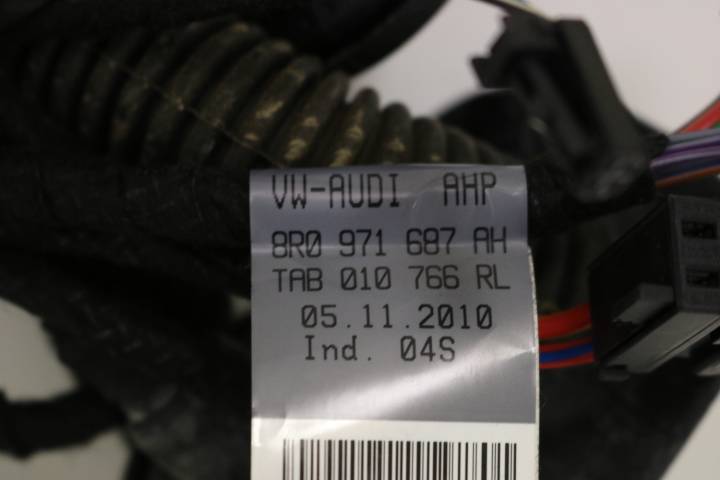 VW-AUDI AHP
8R0 971 687 AH
TAB 010 766 RL
05.11.2010
Ind. 04S